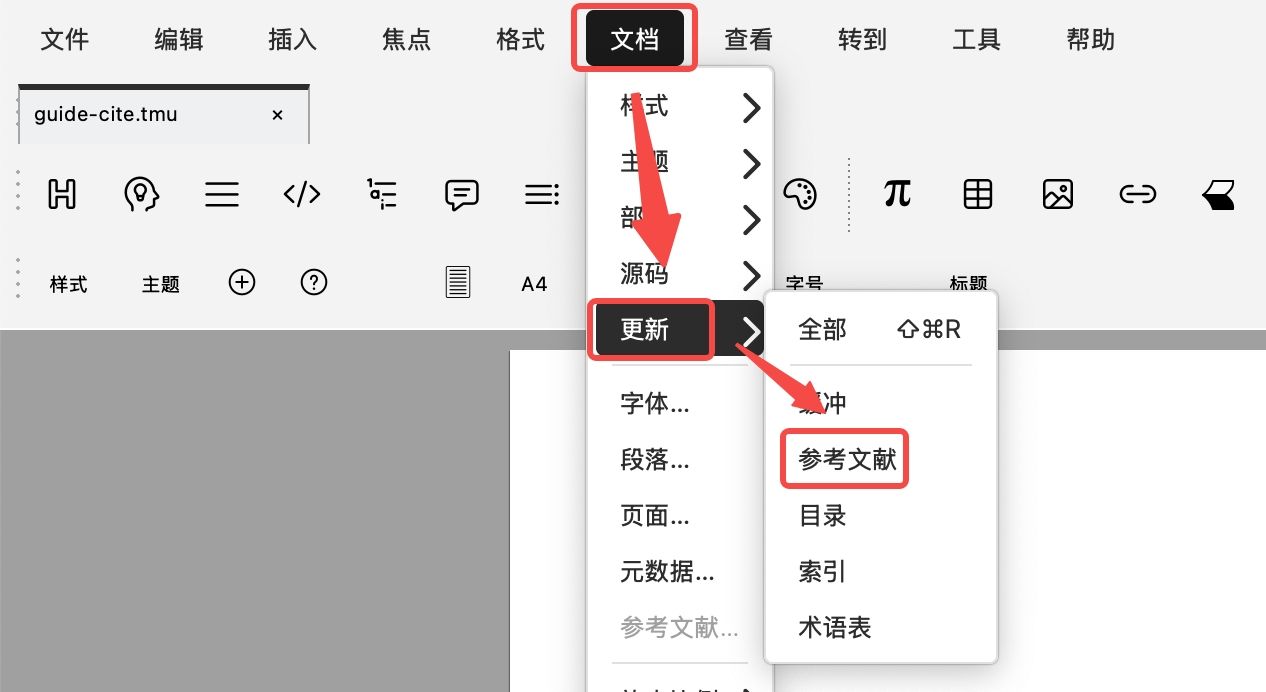 文件 编辑 插入 焦点 格式 文档 查看 转到 工具 帮助
guide-cite.tmu ×
样式 主题 A4 字号 标题
样式
主题
部
源码
更新
字体...
段落...
页面...
元数据...
参考文献...
全部 ⇧⌘R
缓冲
参考文献
目录
索引
术语表